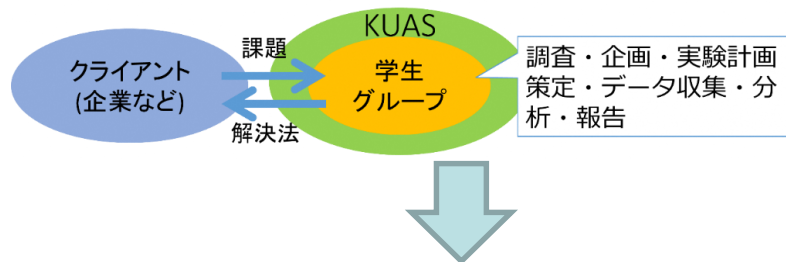 KUAS
課題
クライアント
(企業など)
学生
グループ
解決法
調査・企画・実験計画
策定・データ収集・分
析・報告